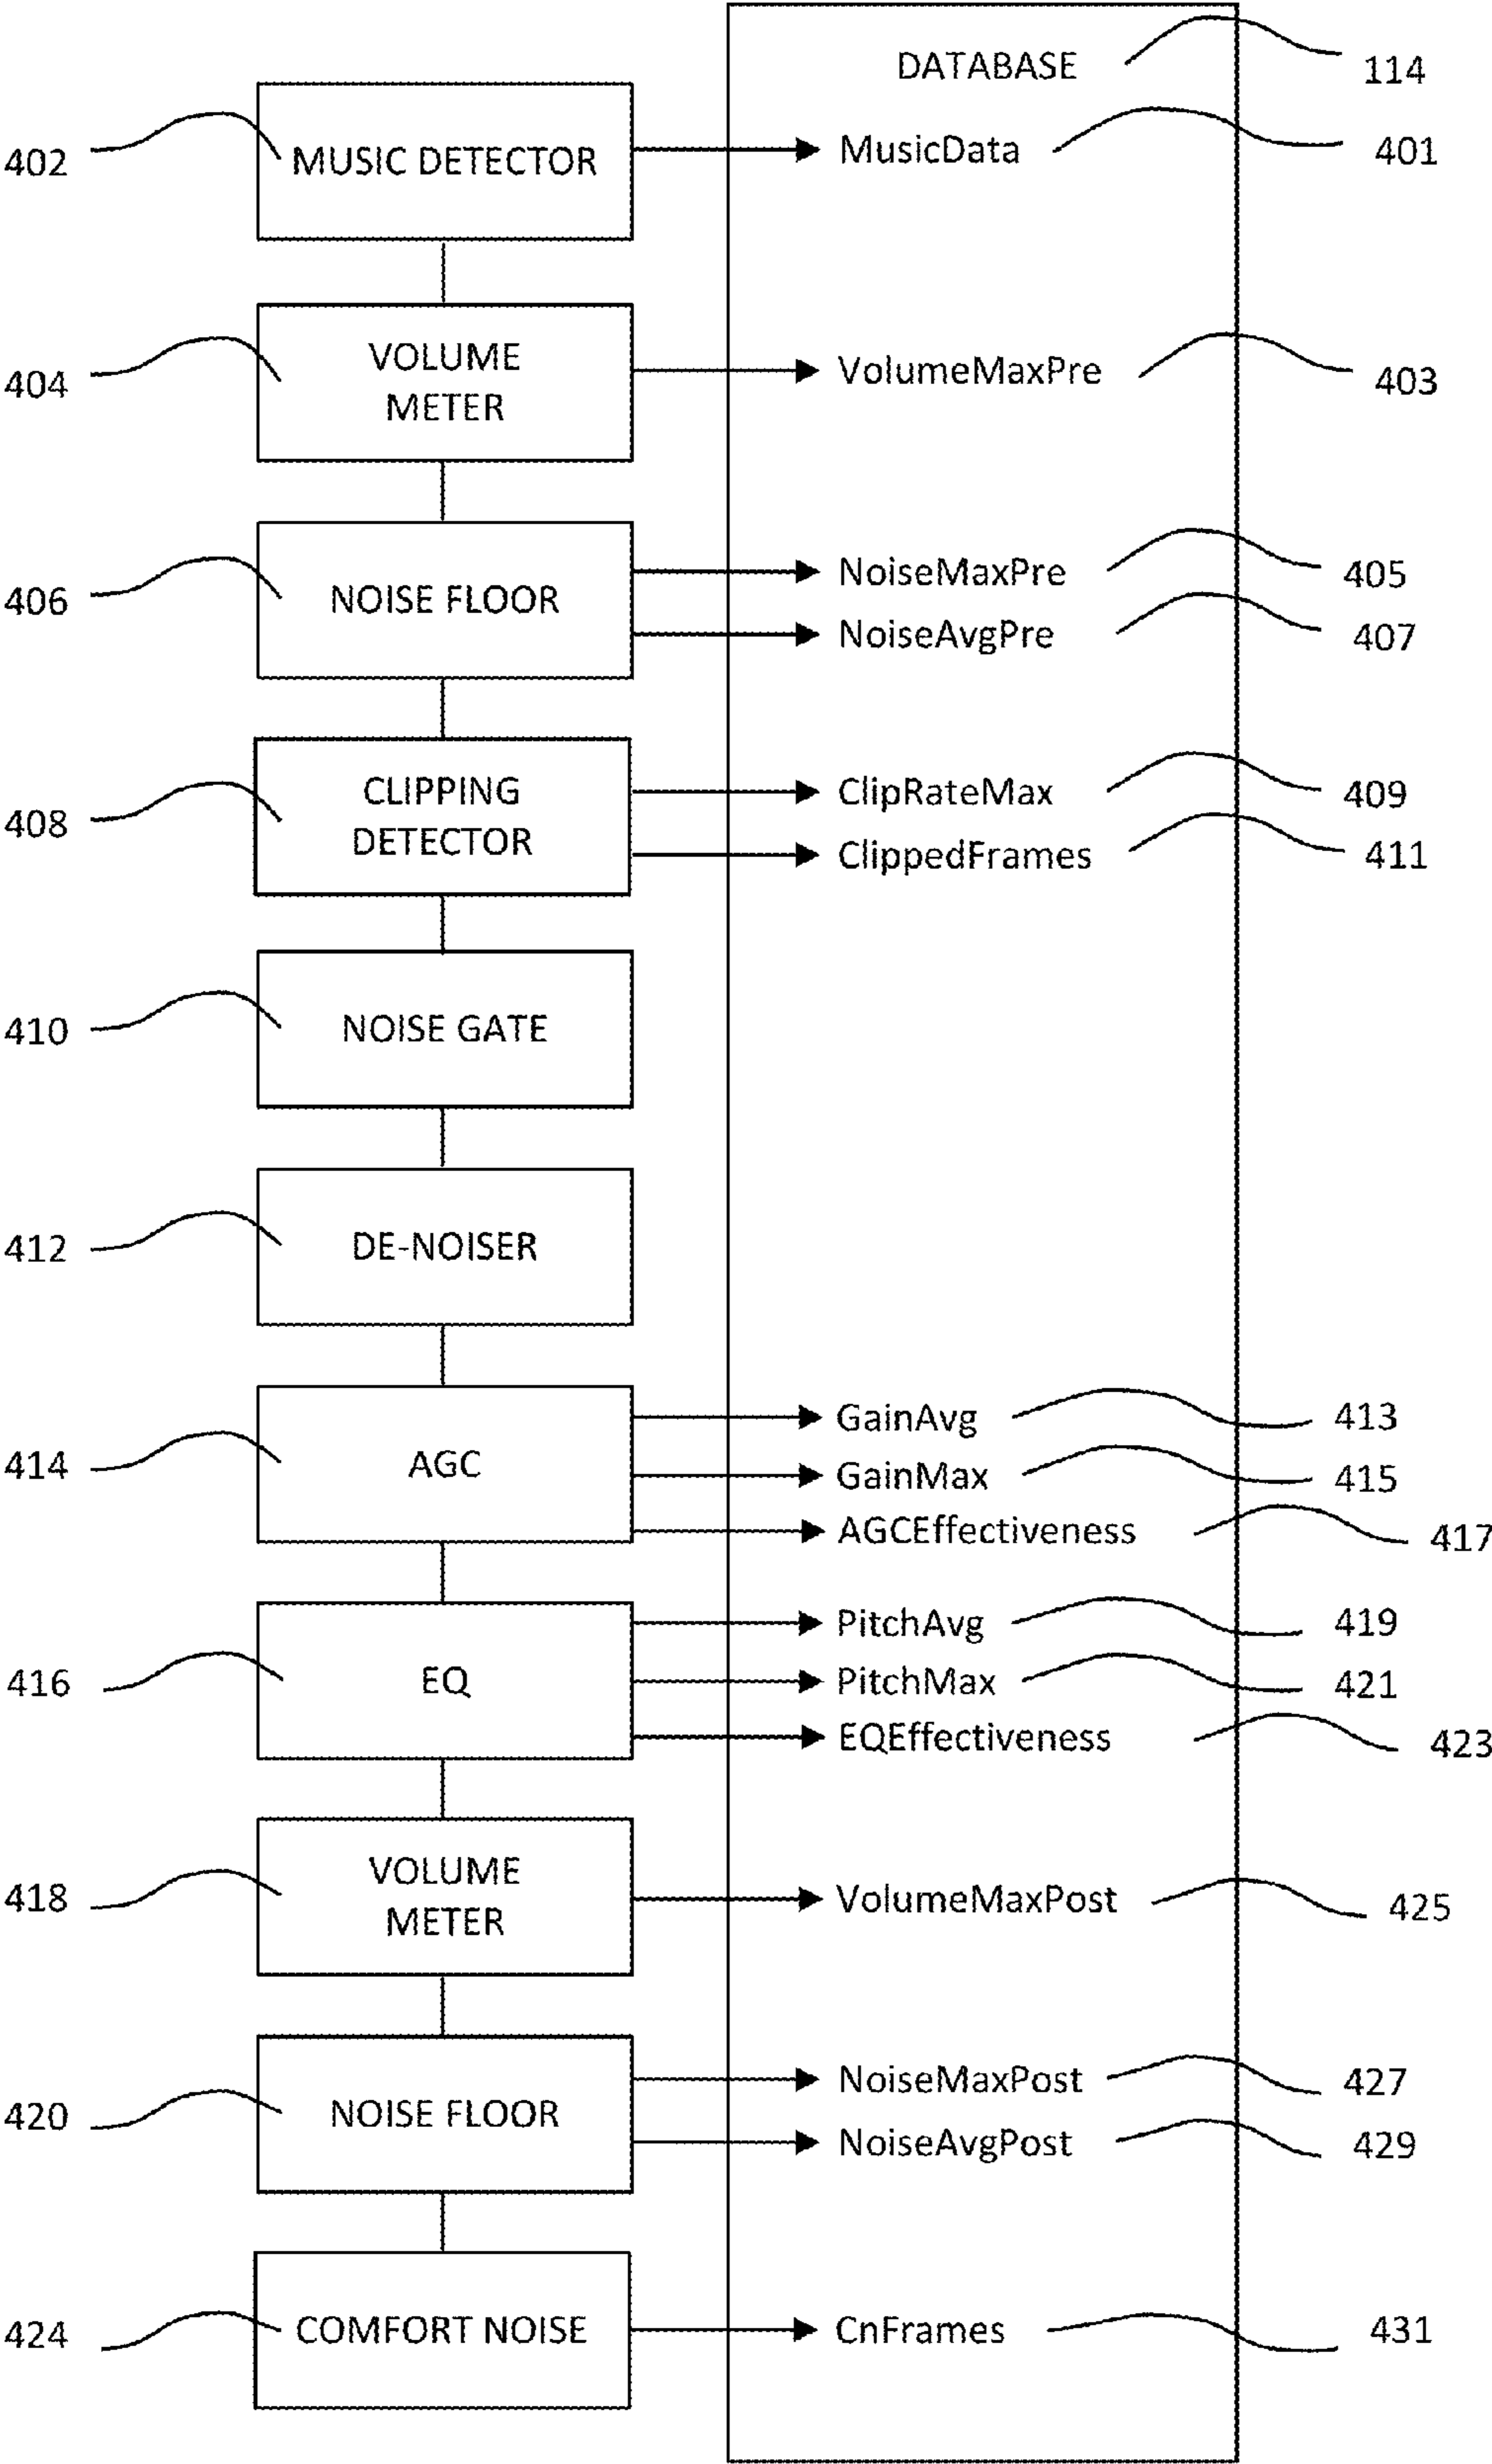 DATABASE
114
402
MUSIC DETECTOR
MusicData
401
404
VOLUME
METER
VolumeMaxPre
403
406
NOISE FLOOR
NoiseMaxPre
405
NoiseAvgPre
407
408
CLIPPING
DETECTOR
ClipRateMax
409
ClippedFrames
411
410
NOISE GATE
412
DE-NOISER
414
AGC
GainAvg
413
GainMax
415
AGCEffectiveness
417
416
EQ
PitchAvg
419
PitchMax
421
EQEffectiveness
423
418
VOLUME
METER
VolumeMaxPost
425
420
NOISE FLOOR
NoiseMaxPost
427
NoiseAvgPost
429
424
COMFORT NOISE
CnFrames
431